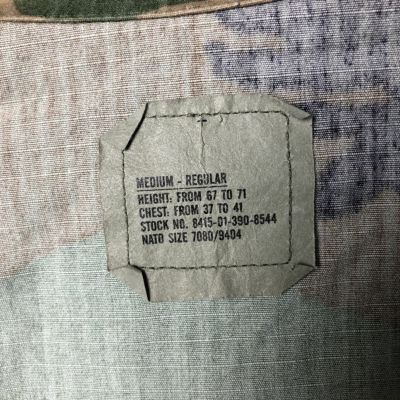 MEDIUM - REGULAR
HEIGHT: FROM 67 TO 71
CHEST: FROM 37 TO 41
STOCK NO. 8415-01-390-8544
NATO SIZE 7080/9404